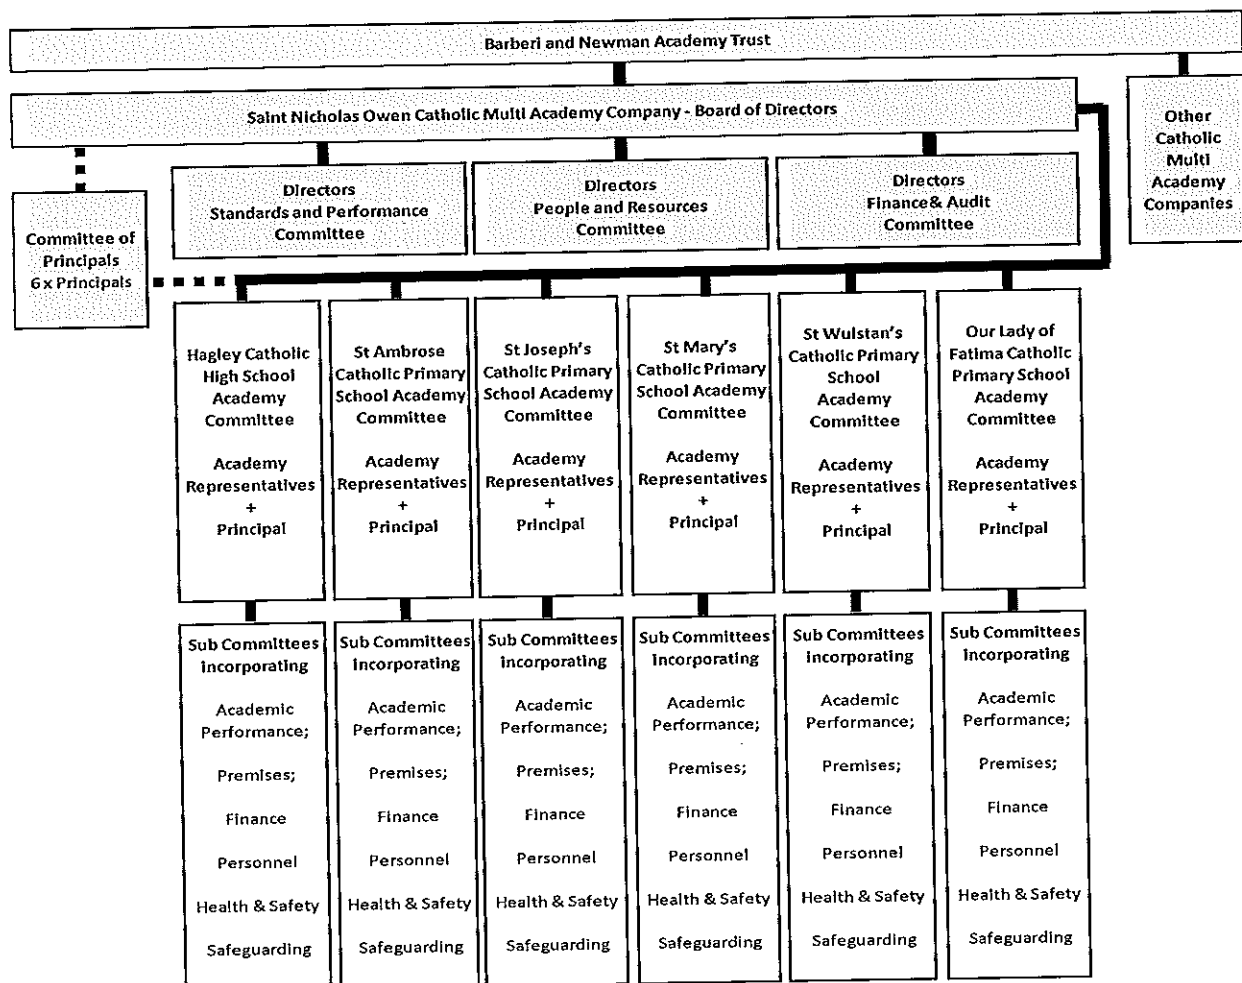 Barberi and Newman Academy Trust
Saint Nicholas Owen Catholic Multi Academy Company - Board of Directors
Other
Catholic
Multi
Academy
Companies
Directors
Standards and Performance
Committee
Directors
People and Resources
Committee
Directors
Finance & Audit
Committee
Committee of
Principals
6 x Principals
Hagley Catholic
High School
Academy
Committee
Academy
Representatives
+
Principal
St Ambrose
Catholic Primary
School Academy
Committee
Academy
Representatives
+
Principal
St Joseph's
Catholic Primary
School Academy
Committee
Academy
Representatives
+
Principal
St Mary's
Catholic Primary
School Academy
Committee
Academy
Representatives
+
Principal
St Wulstan's
Catholic Primary
School
Academy
Committee
Academy
Representatives
+
Principal
Our Lady of
Fatima Catholic
Primary School
Academy
Committee
Academy
Representatives
+
Principal
Sub Committees
incorporating
Academic
Performance;
Premises;
Finance
Personnel
Health & Safety
Safeguarding
Sub Committees
incorporating
Academic
Performance;
Premises;
Finance
Personnel
Health & Safety
Safeguarding
Sub Committees
incorporating
Academic
Performance;
Premises;
Finance
Personnel
Health & Safety
Safeguarding
Sub Committees
incorporating
Academic
Performance;
Premises;
Finance
Personnel
Health & Safety
Safeguarding
Sub Committees
incorporating
Academic
Performance;
Premises;
Finance
Personnel
Health & Safety
Safeguarding
Sub Committees
incorporating
Academic
Performance;
Premises;
Finance
Personnel
Health & Safety
Safeguarding